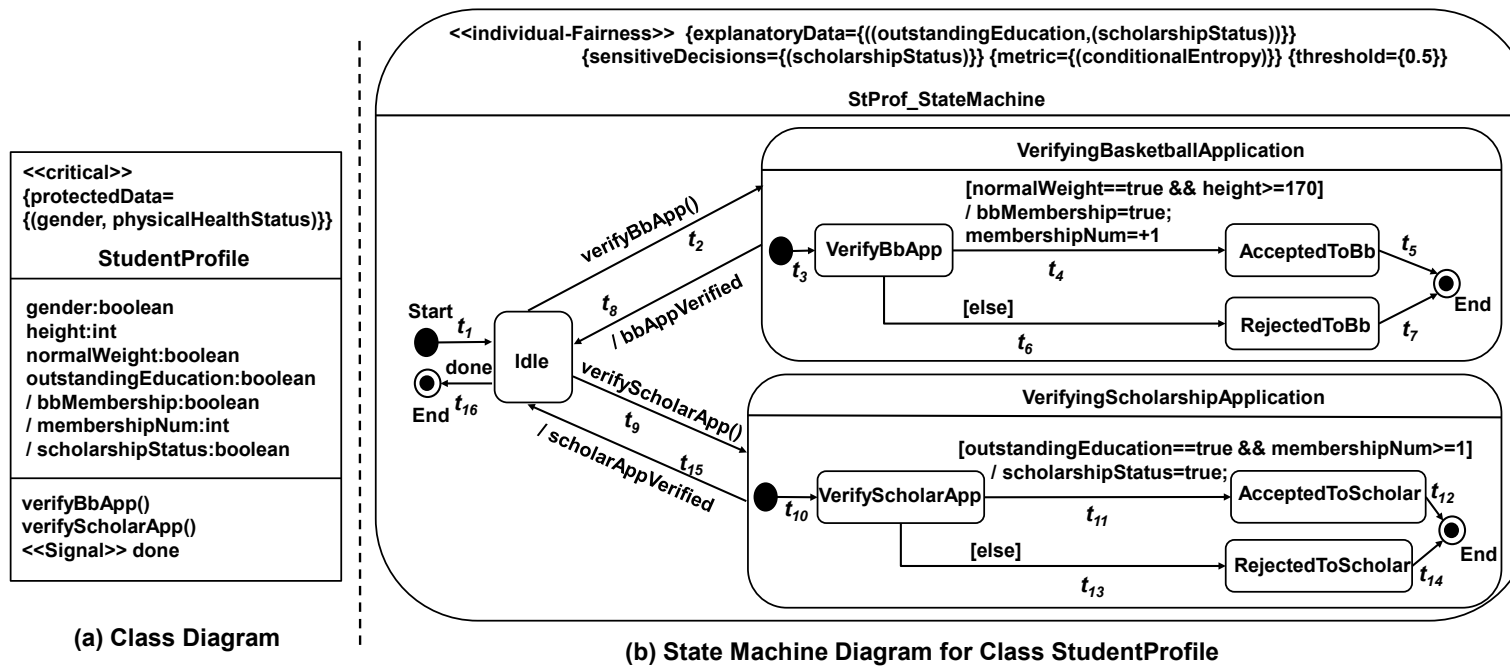 <<critical>>
{protectedData=
{(gender, physicalHealthStatus)}}
StudentProfile
gender:boolean
height:int
normalWeight:boolean
outstandingEducation:boolean
/ bbMembership:boolean
/ membershipNum:int
/ scholarshipStatus:boolean
verifyBbApp()
verifyScholarApp()
<<Signal>> done
(a) Class Diagram
<<individual-Fairness>> {explanatoryData={((outstandingEducation,(scholarshipStatus))}}
{sensitiveDecisions={(scholarshipStatus)}} {metric={(conditionalEntropy)}} {threshold={0.5}}
StProf_StateMachine
Start
t1
Idle
done
t16
End
verifyBbApp()
t2
t8
/ bbAppVerified
verifyScholarApp()
t9
t15
/ scholarAppVerified
VerifyingBasketballApplication
[normalWeight==true && height>=170]
/ bbMembership=true;
membershipNum=+1
t3
VerifyBbApp
t4
AcceptedToBb
t5
[else]
t6
RejectedToBb
t7
End
VerifyingScholarshipApplication
[outstandingEducation==true && membershipNum>=1]
/ scholarshipStatus=true;
t10
VerifyScholarApp
t11
AcceptedToScholar
t12
[else]
t13
RejectedToScholar
t14
End
(b) State Machine Diagram for Class StudentProfile